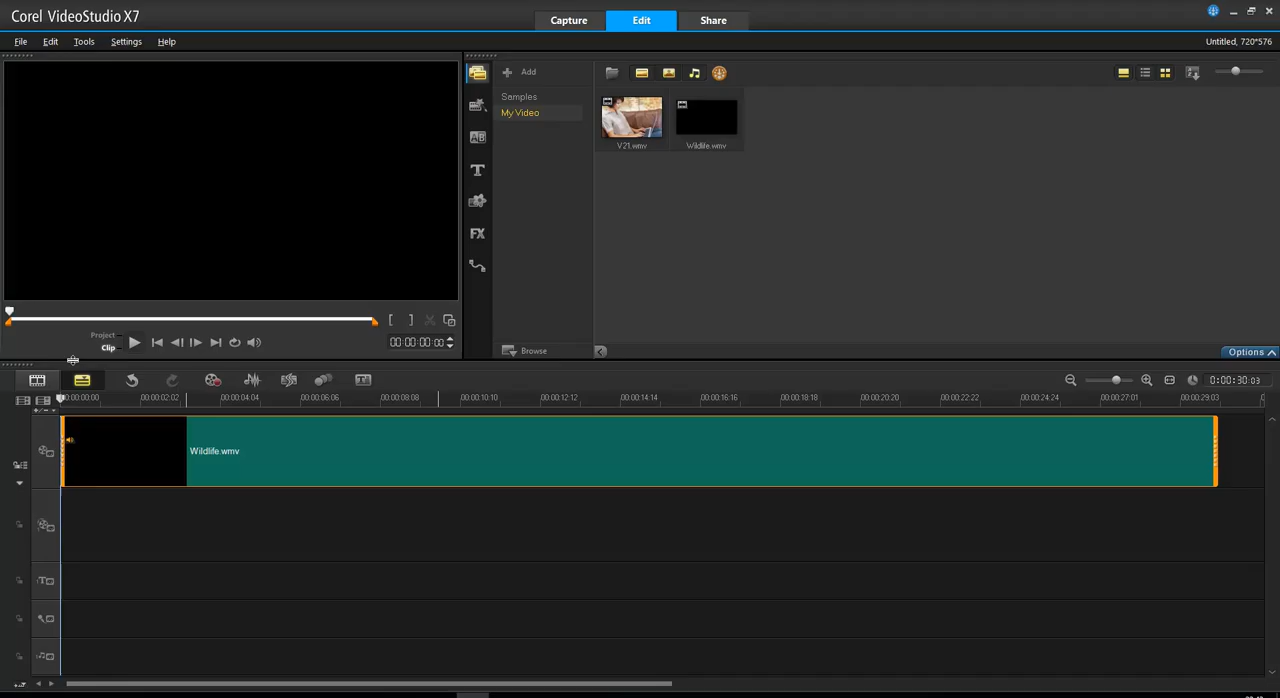 Corel VideoStudio X7
Capture
Edit
Share
File
Edit
Tools
Settings
Help
Untitled, 720*576
Add
Samples
My Video
V21.wmv
Wildlife.wmv
Project
Clip
00:00:00:00
Browse
Options
0:00:30:03
00:00:00:00
00:00:02:02
00:00:04:04
00:00:06:06
00:00:08:08
00:00:10:10
00:00:12:12
00:00:14:14
00:00:16:16
00:00:18:18
00:00:20:20
00:00:22:22
00:00:24:24
00:00:27:01
00:00:29:03
Wildlife.wmv